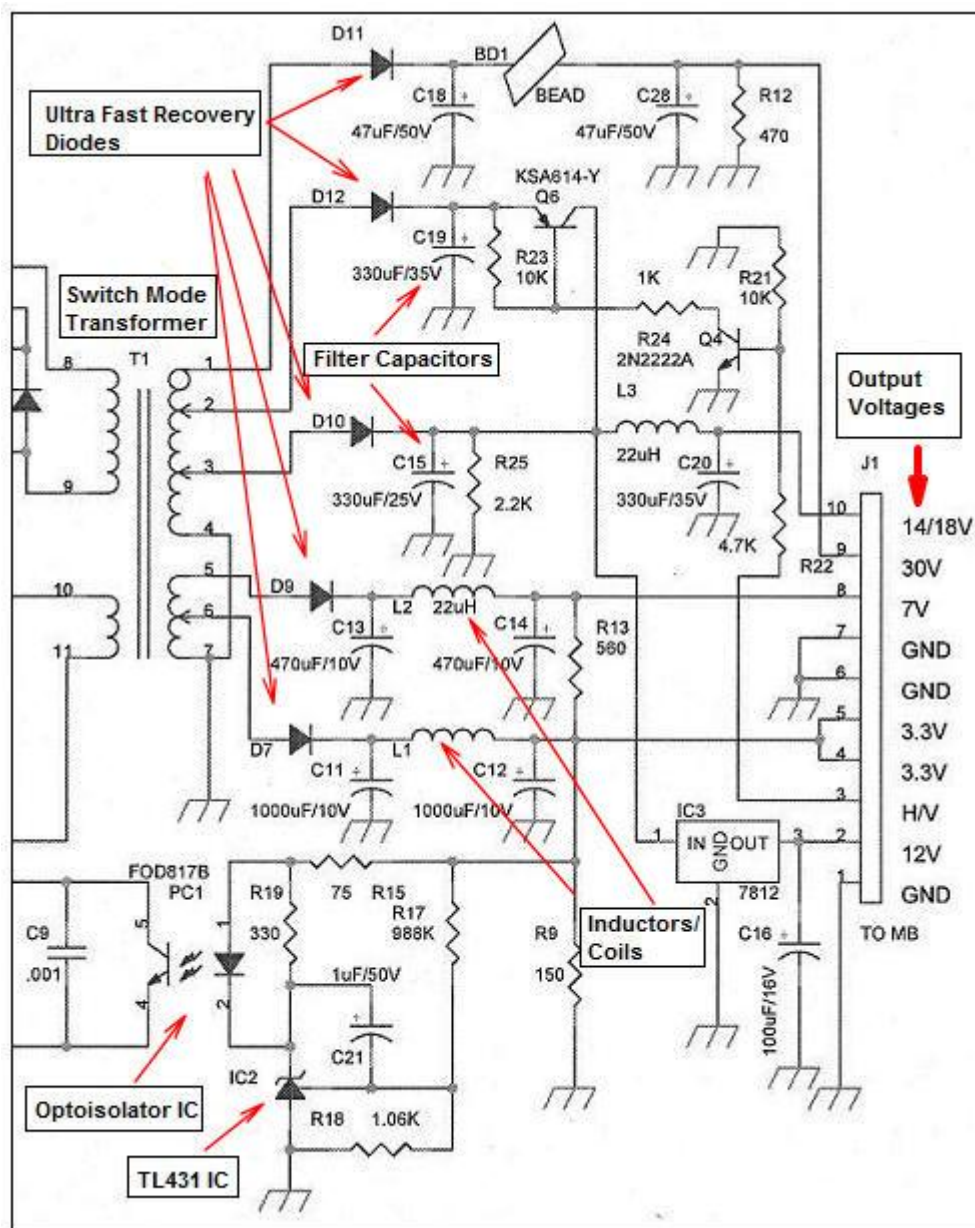 D11
BD1
BEAD
Ultra Fast Recovery
Diodes
C18
+
47uF/50V
C28
+
47uF/50V
R12
470
KSA614-Y
Q6
D12
C19
+
330uF/35V
R23
10K
1K
R21
10K
Switch Mode
Transformer
T1
Filter Capacitors
R24
Q4
2N2222A
L3
Output
Voltages
8
1
2
D10
3
9
4
C15
+
330uF/25V
R25
2.2K
22uH
C20
+
330uF/35V
J1
10
14/18V
4.7K
R22
9
30V
10
5
D9
L2
22uH
8
7V
6
C13
+
470uF/10V
C14
+
470uF/10V
R13
560
7
GND
11
7
6
GND
5
3.3V
D7
L1
4
3.3V
C11
+
1000uF/10V
C12
+
1000uF/10V
3
H/V
IC3
1
IN
GND
OUT
3
2
12V
7812
2
1
GND
FOD817B
PC1
R19
330
75
R15
R17
988K
Inductors/
Coils
TO MB
C9
.001
5
4
1
2
R9
150
C16
+
100uF/16V
1uF/50V
+
C21
IC2
R18
1.06K
Optoisolator IC
TL431 IC